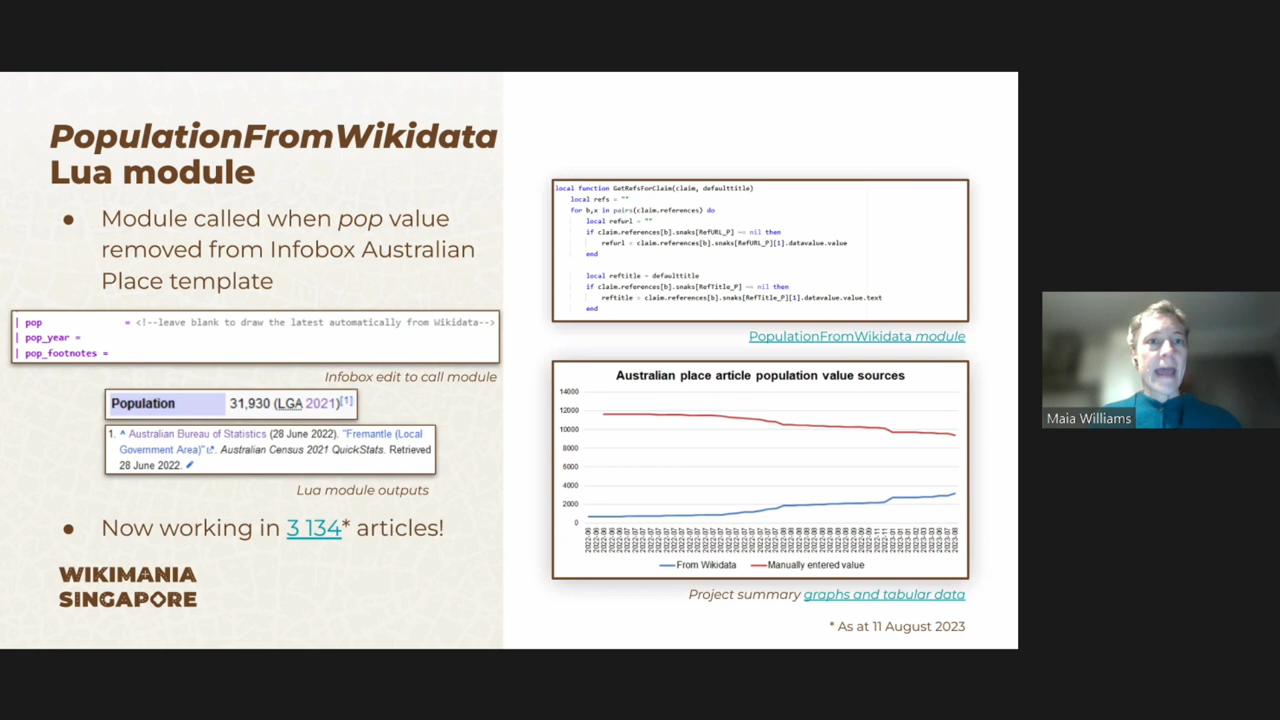 PopulationFromWikidata
Lua module
● Module called when pop value
removed from Infobox Australian
Place template
| pop = <!--leave blank to draw the latest automatically from Wikidata-->
| pop_year =
| pop_footnotes =
Infobox edit to call module
Population 31,930 (LGA 2021)[1]
1. ^ Australian Bureau of Statistics (28 June 2022). "Fremantle (Local
Government Area)". Australian Census 2021 QuickStats. Retrieved
28 June 2022.
Lua module outputs
● Now working in 3 134* articles!
WIKIMANIA
SINGAPORE
local function GetRefsForClaim(claim, defaulttitle)
local refs = ""
for b,x in pairs(claim.references) do
local refurl = ""
if claim.references[b].snaks[RefURL_P] ~= nil then
refurl = claim.references[b].snaks[RefURL_P][1].datavalue.value
end
local reftitle = defaulttitle
if claim.references[b].snaks[RefTitle_P] ~= nil then
reftitle = claim.references[b].snaks[RefTitle_P][1].datavalue.value.text
end
PopulationFromWikidata module
Australian place article population value sources
14000
12000
10000
8000
6000
4000
2000
0
From Wikidata Manually entered value
Project summary graphs and tabular data
* As at 11 August 2023
Maia Williams